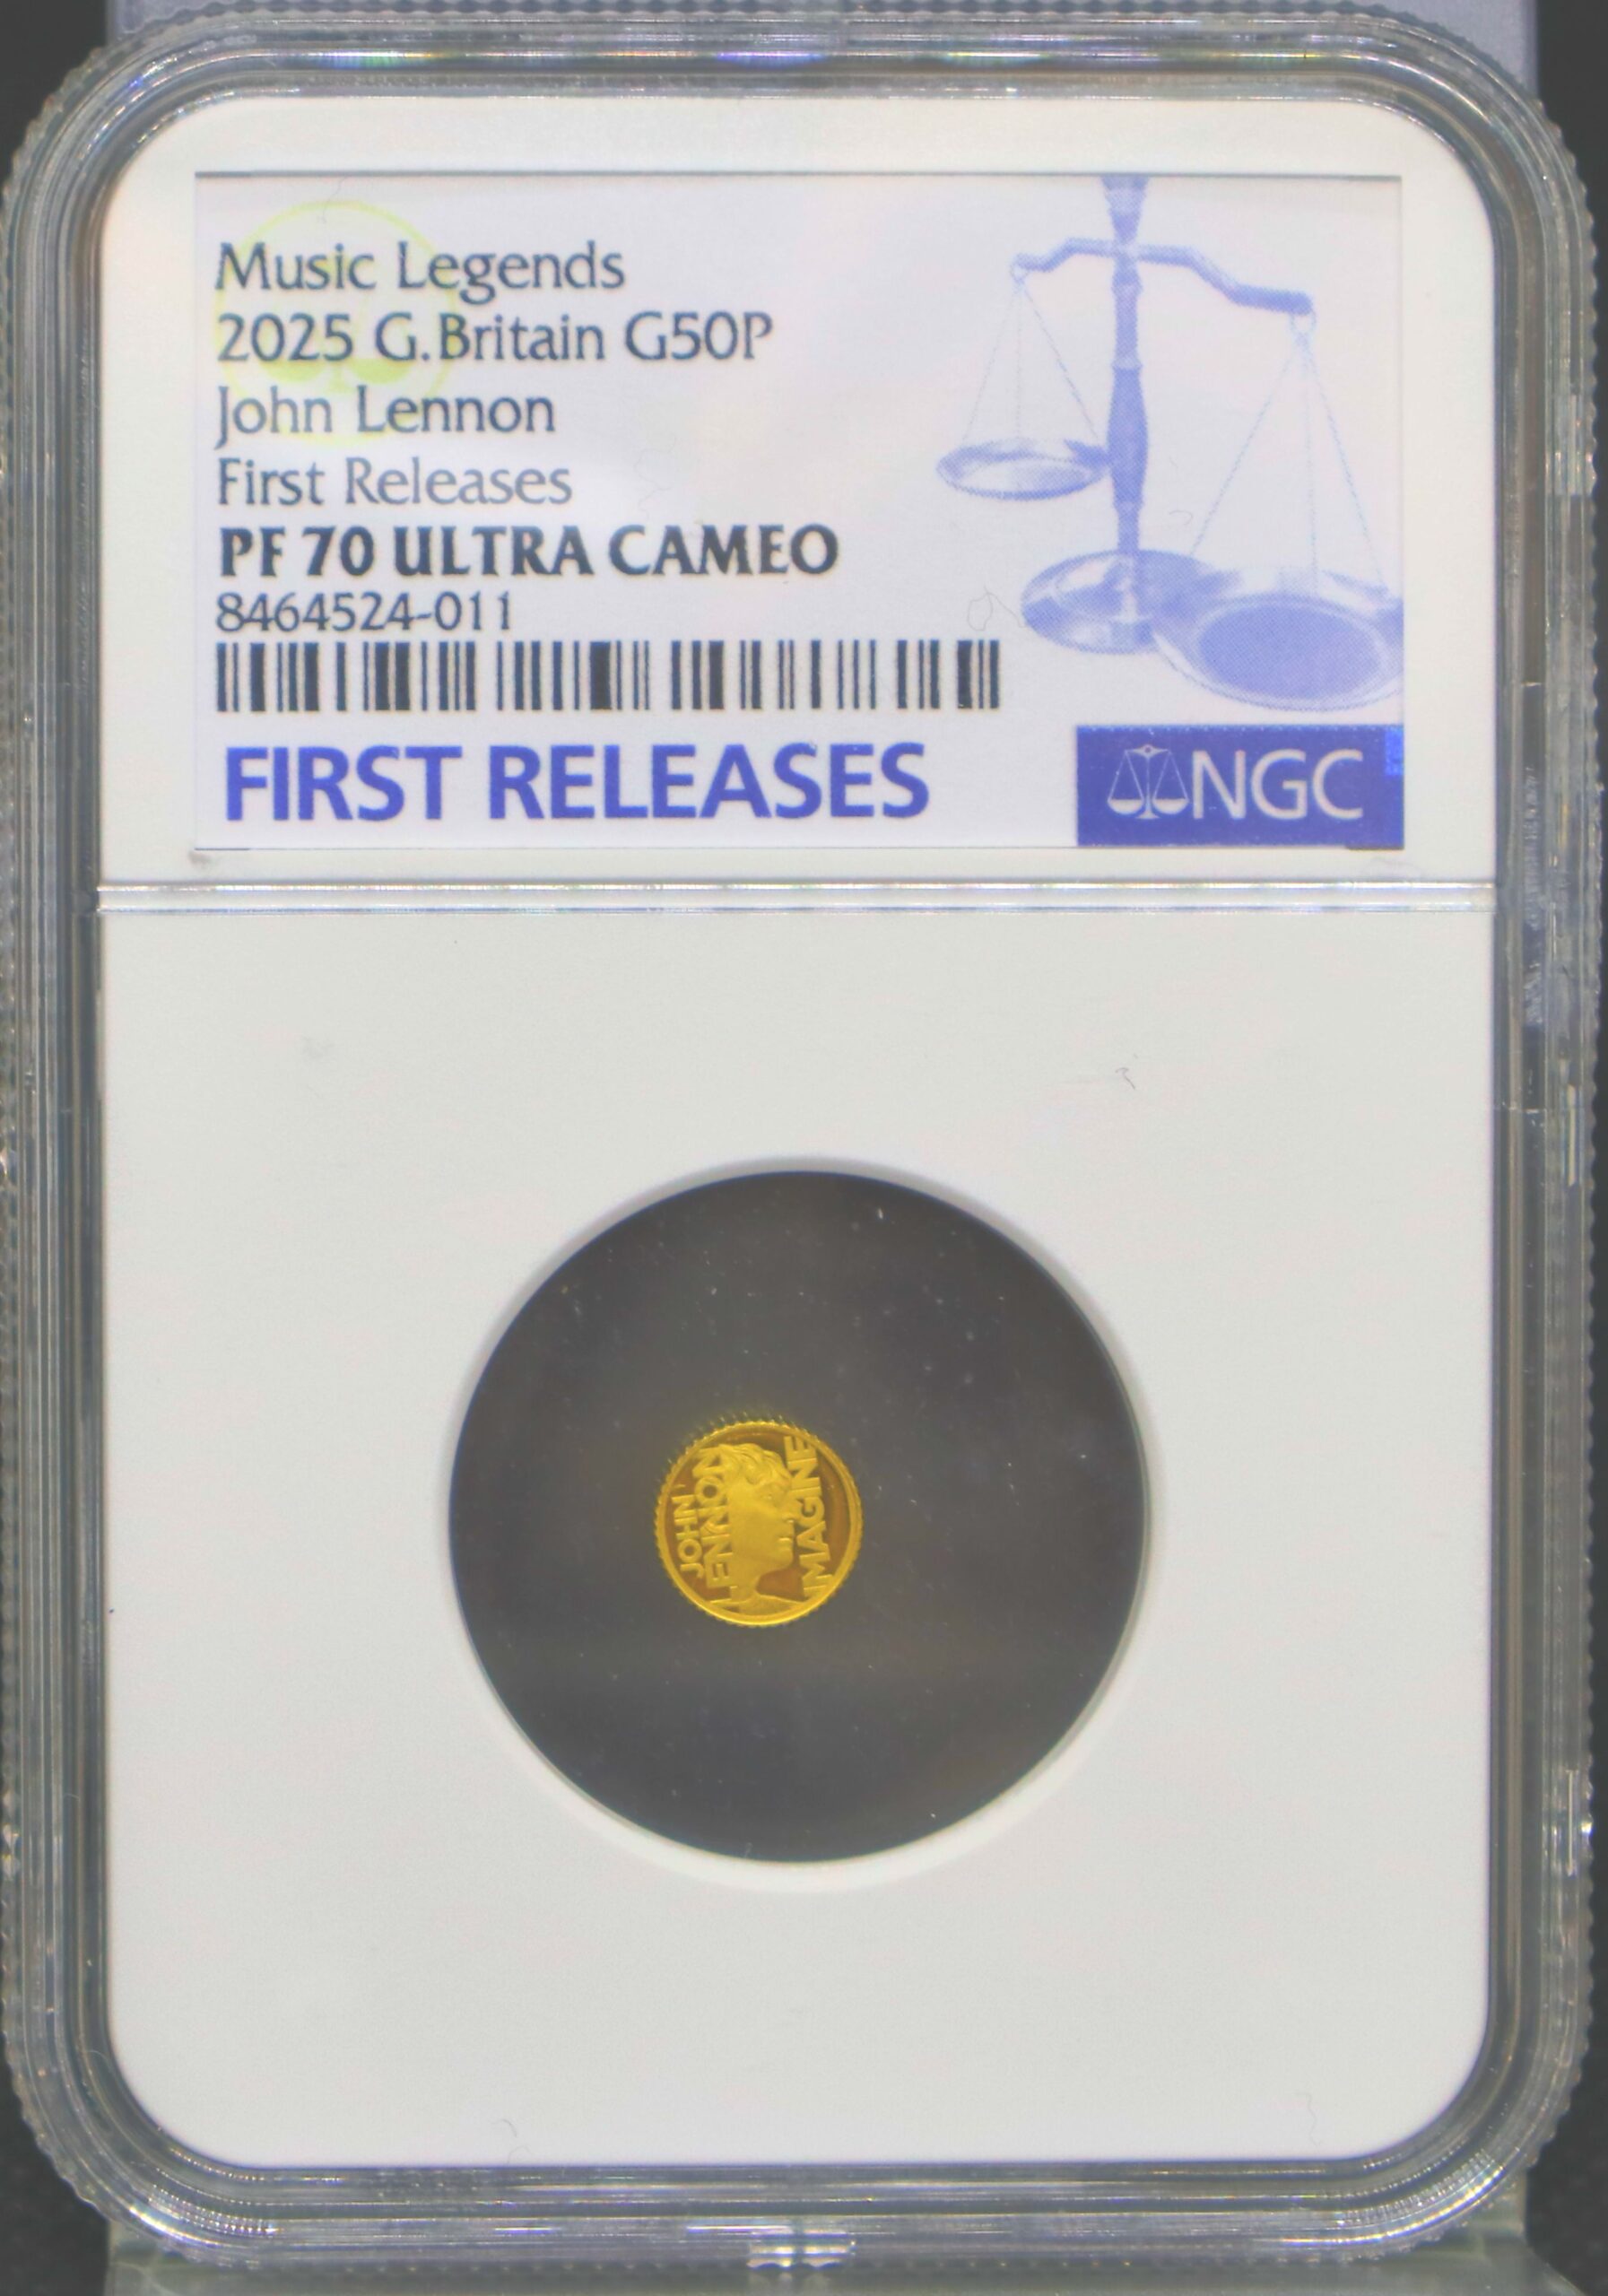 Music Legends
2025 G.Britain G50P
John Lennon
First Releases
PF 70 ULTRA CAMEO
8464524-011
FIRST RELEASES
NGC
JOHN
LENNON
IMAGINE